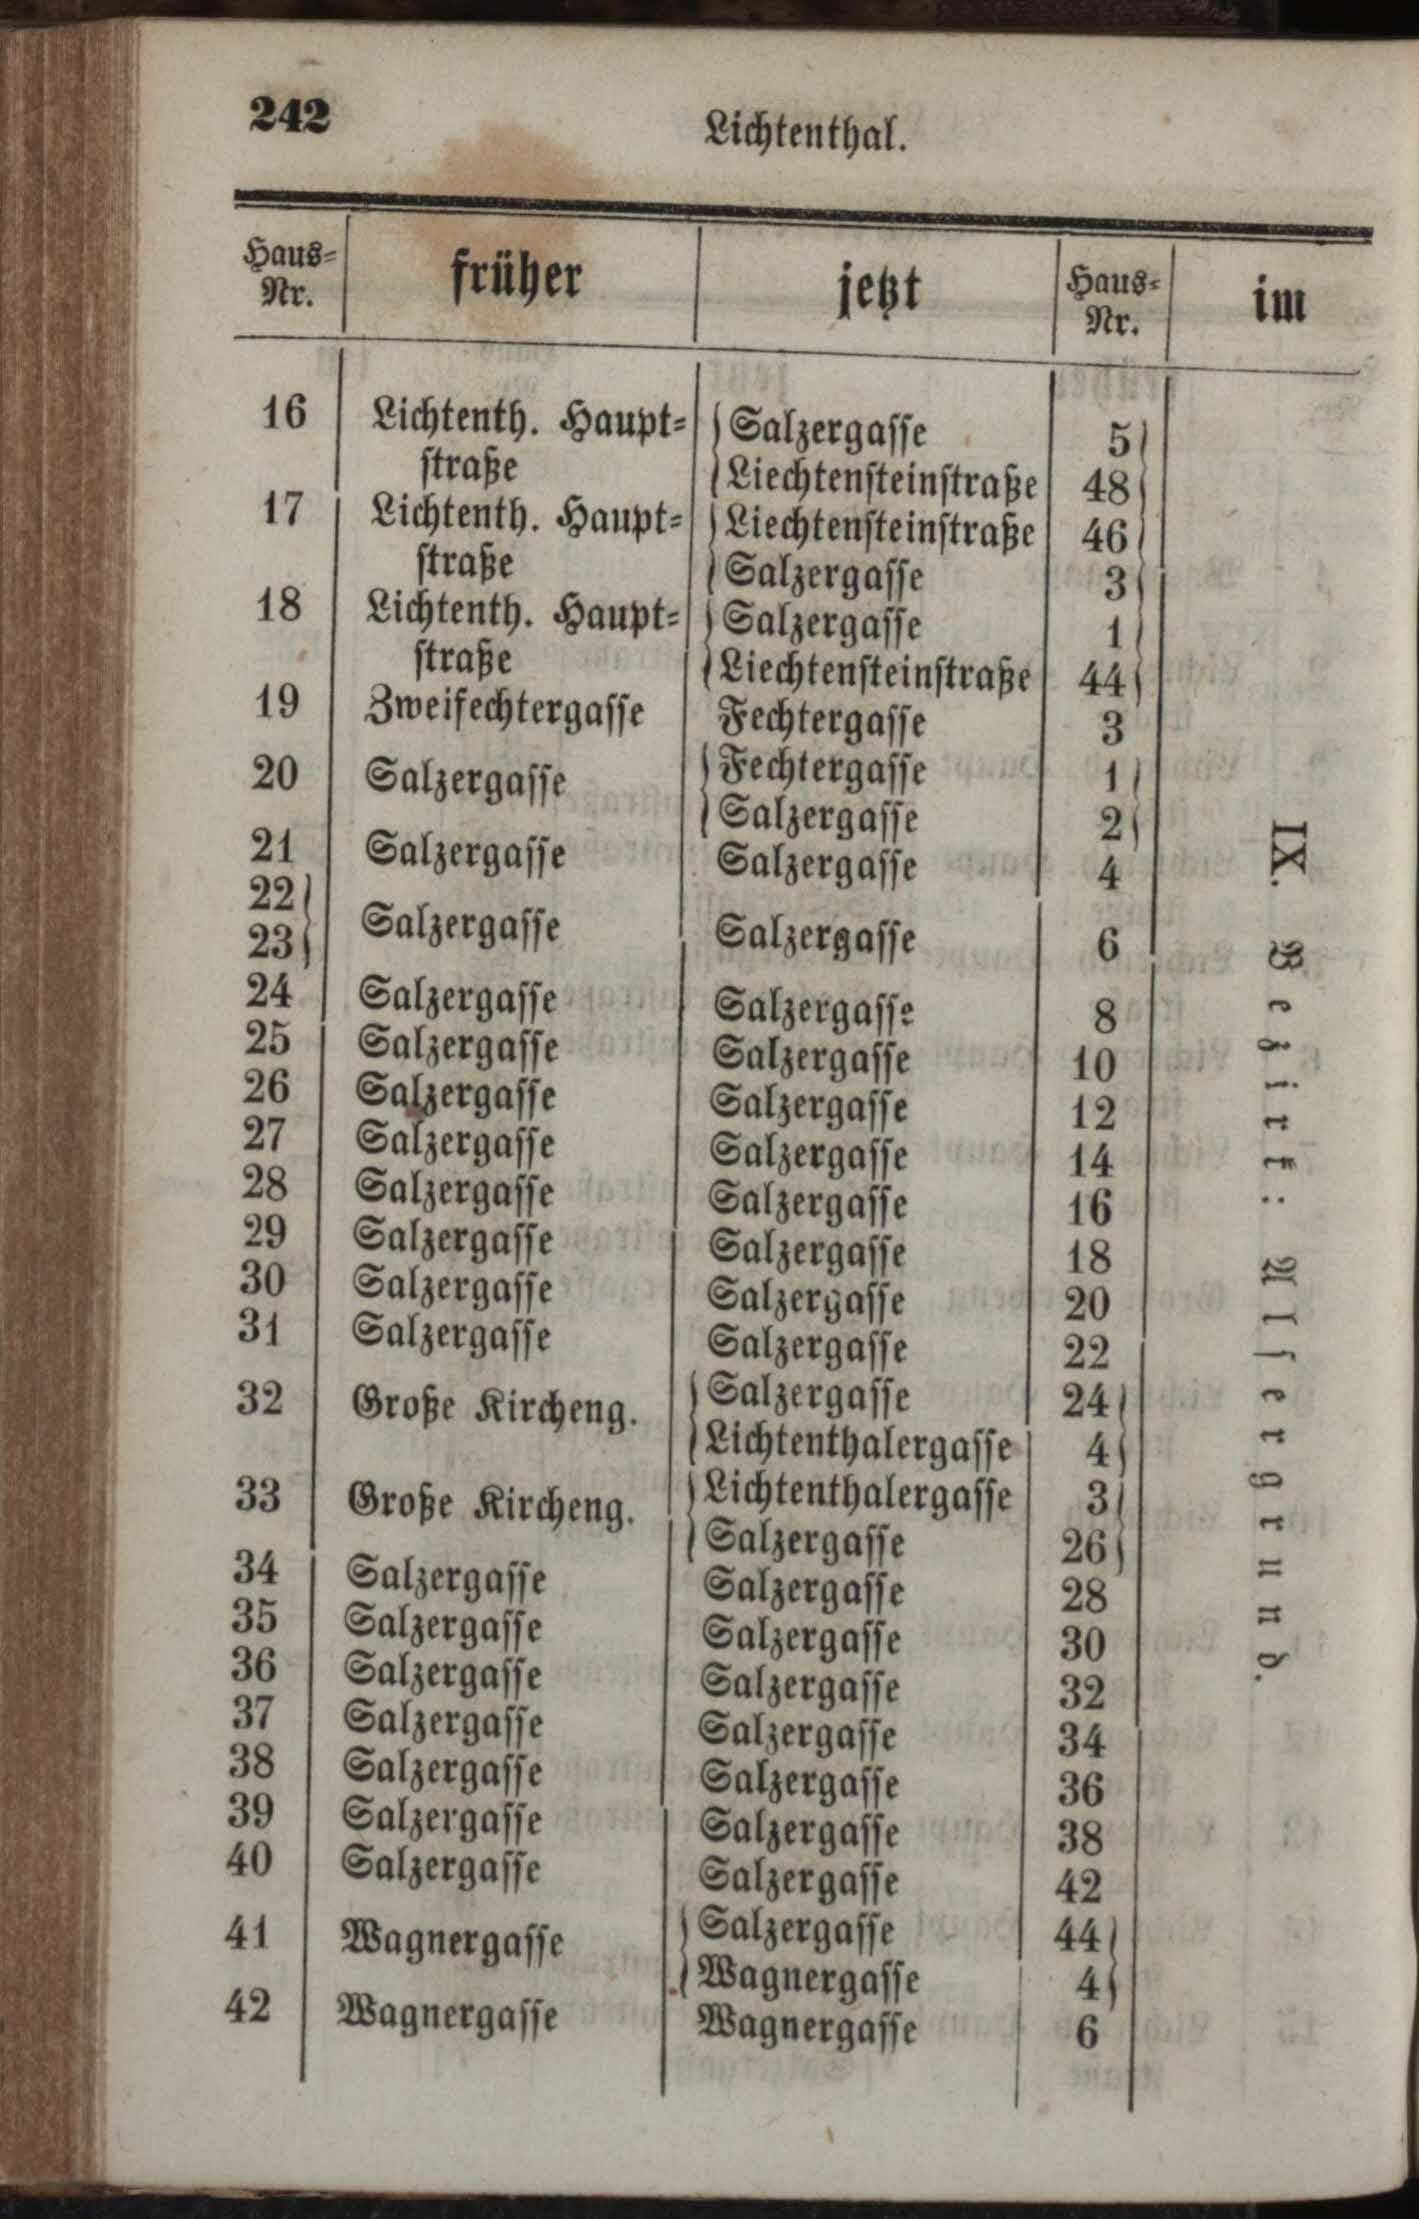 242
Lichtenthal.
Haus-Nr. früher jetzt Haus-Nr. im
16 Lichtenth. Haupt- Salzergasse 5
straße Liechtensteinstraße 48
17 Lichtenth. Haupt- Liechtensteinstraße 46
straße Salzergasse 3
18 Lichtenth. Haupt- Salzergasse 1
straße Liechtensteinstraße 44
19 Zweifechtergasse Fechtergasse 3
20 Salzergasse Fechtergasse 1
Salzergasse 2
21 Salzergasse Salzergasse 4
22
23 Salzergasse Salzergasse 6
24 Salzergasse Salzergasse 8
25 Salzergasse Salzergasse 10
26 Salzergasse Salzergasse 12
27 Salzergasse Salzergasse 14
28 Salzergasse Salzergasse 16
29 Salzergasse Salzergasse 18
30 Salzergasse Salzergasse 20
31 Salzergasse Salzergasse 22
32 Große Kircheng. Salzergasse 24
Lichtenthalergasse 4
33 Große Kircheng. Lichtenthalergasse 3
Salzergasse 26
34 Salzergasse Salzergasse 28
35 Salzergasse Salzergasse 30
36 Salzergasse Salzergasse 32
37 Salzergasse Salzergasse 34
38 Salzergasse Salzergasse 36
39 Salzergasse Salzergasse 38
40 Salzergasse Salzergasse 42
41 Wagnergasse Salzergasse 44
Wagnergasse 4
42 Wagnergasse Wagnergasse 6
IX. Bezirk: Alsergrund.